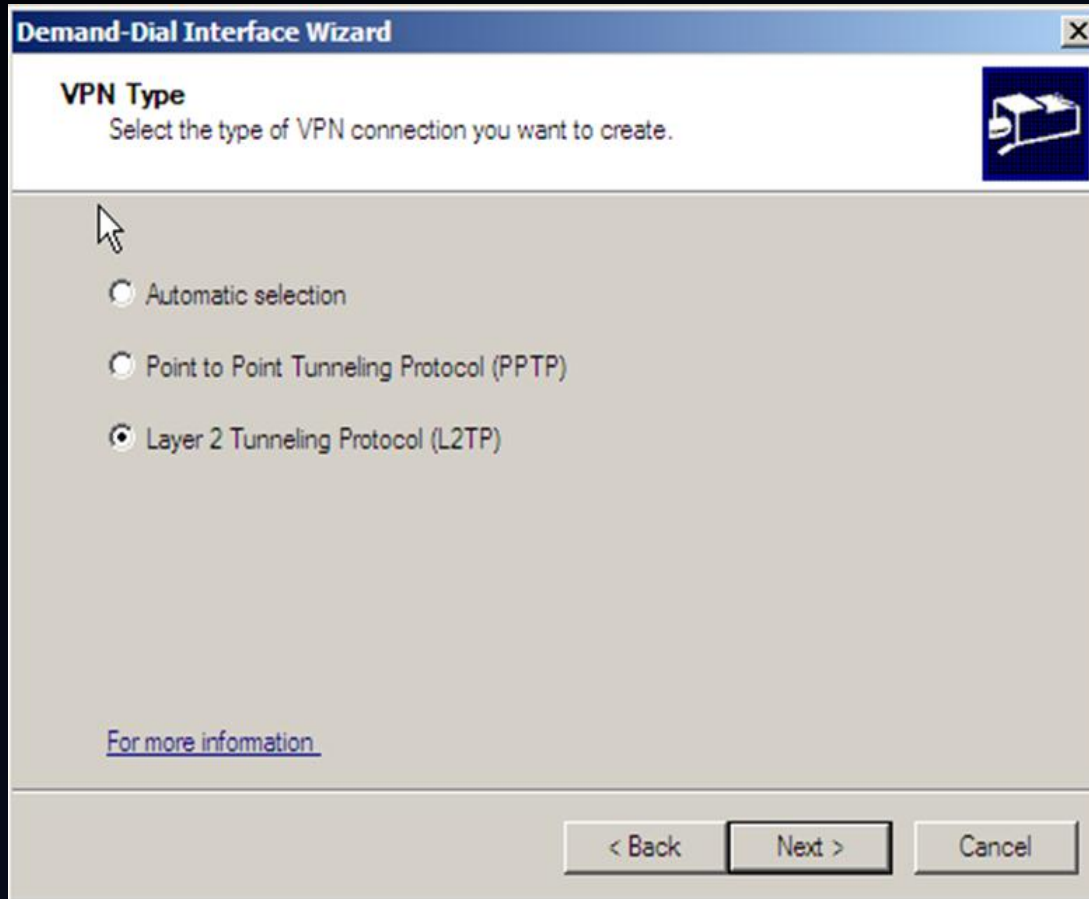 Demand-Dial Interface Wizard
VPN Type
Select the type of VPN connection you want to create.
Automatic selection
Point to Point Tunneling Protocol (PPTP)
Layer 2 Tunneling Protocol (L2TP)
For more information
< Back Next > Cancel